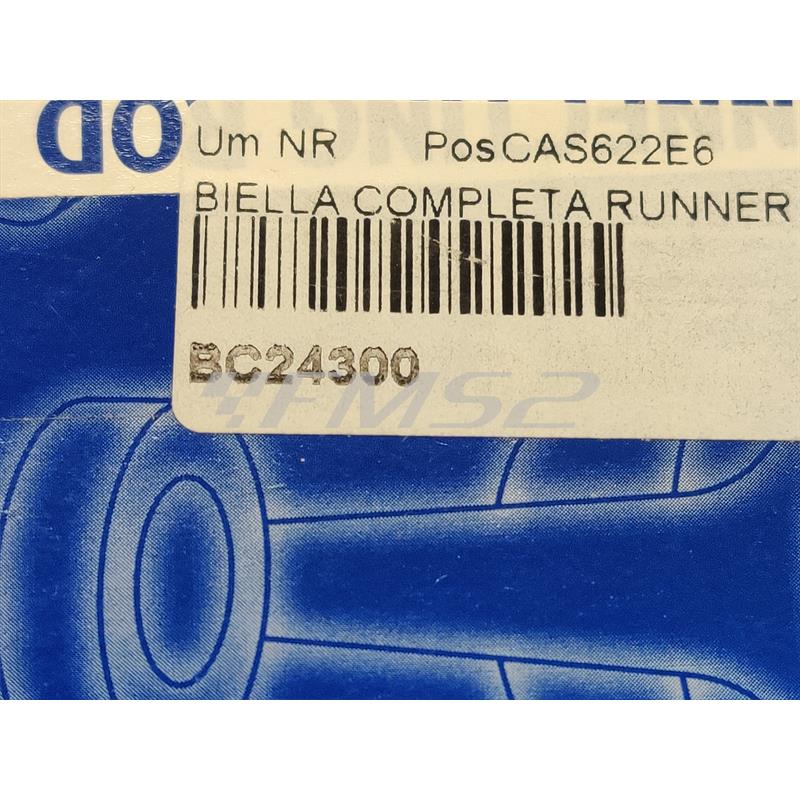 Um NR PosCAS622E6
BIELLA COMPLETA RUNNER
BC24300
FMS2